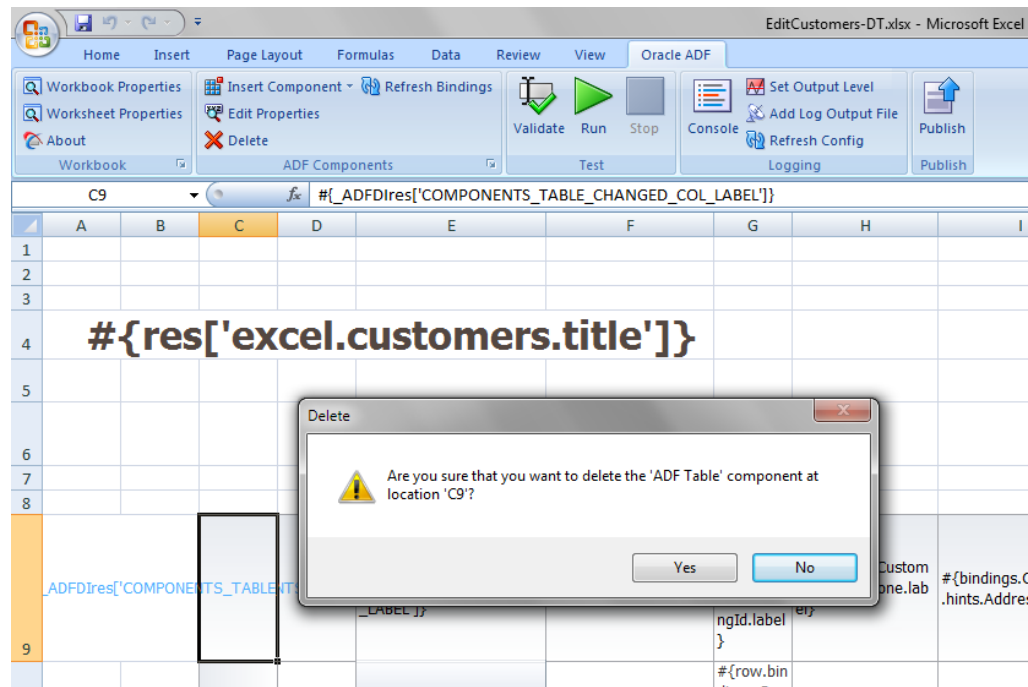 EditCustomers-DT.xlsx - Microsoft Excel
Home Insert Page Layout Formulas Data Review View Oracle ADF
Workbook Properties Insert Component Refresh Bindings Set Output Level
Worksheet Properties Edit Properties Validate Run Stop Console Add Log Output File Publish
About Delete Refresh Config
Workbook ADF Components Test Logging Publish
C9 fx #{_ADFDIres['COMPONENTS_TABLE_CHANGED_COL_LABEL']}
A B C D E F G H I
1
2
3
4 #{res['excel.customers.title']}
5
Delete
6
Are you sure that you want to delete the 'ADF Table' component at
location 'C9'?
7
8
Yes No
_ADFDIres['COMPONENTS_TABLE
#{bindings.C
.hints.Addres
_LABEL']}
ngId.label
}
el}
9
#{row.bin